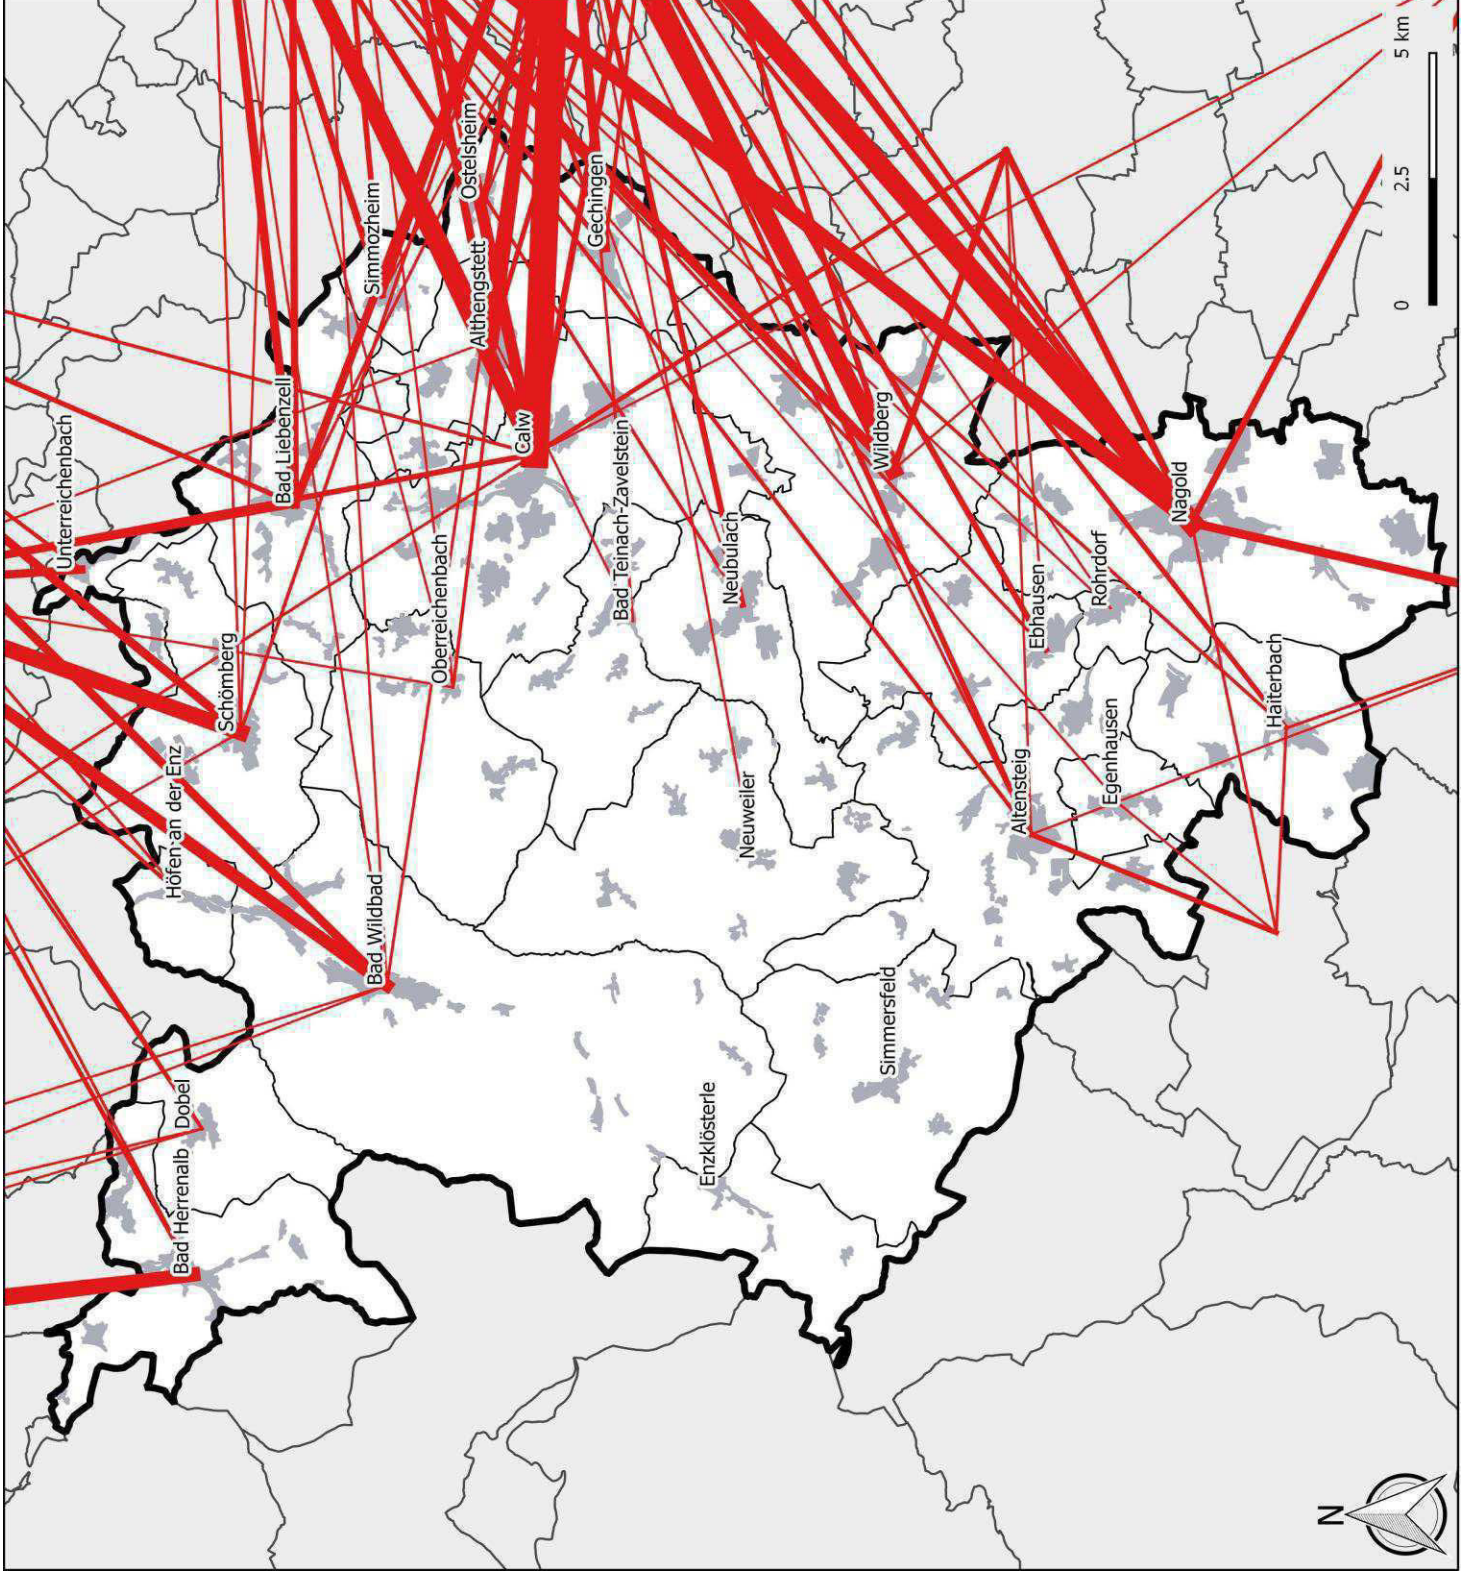 Unterreichenbach
Bad Liebenzell
Simmozheim
Ostelsheim
Althengstett
Gechingen
Calw
Höfen an der Enz
Schömberg
Oberreichenbach
Bad Teinach-Zavelstein
Neubulach
Wildberg
Bad Herrenalb
Dobel
Bad Wildbad
Neuweiler
Ebhausen
Rohrdorf
Nagold
Enzklösterle
Simmersfeld
Altensteig
Egenhausen
Haiterbach
N
0
2.5
5 km